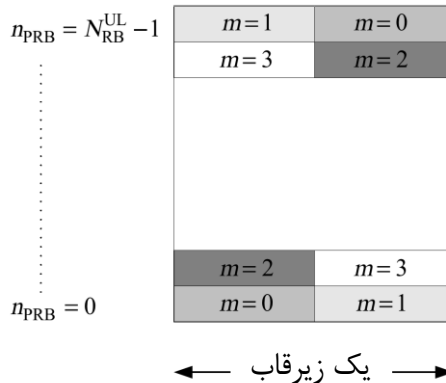 n_PRB = N_RB^UL −1 m=1 m=0
m=3 m=2
m=2 m=3
n_PRB = 0 m=0 m=1
یک زیرقاب